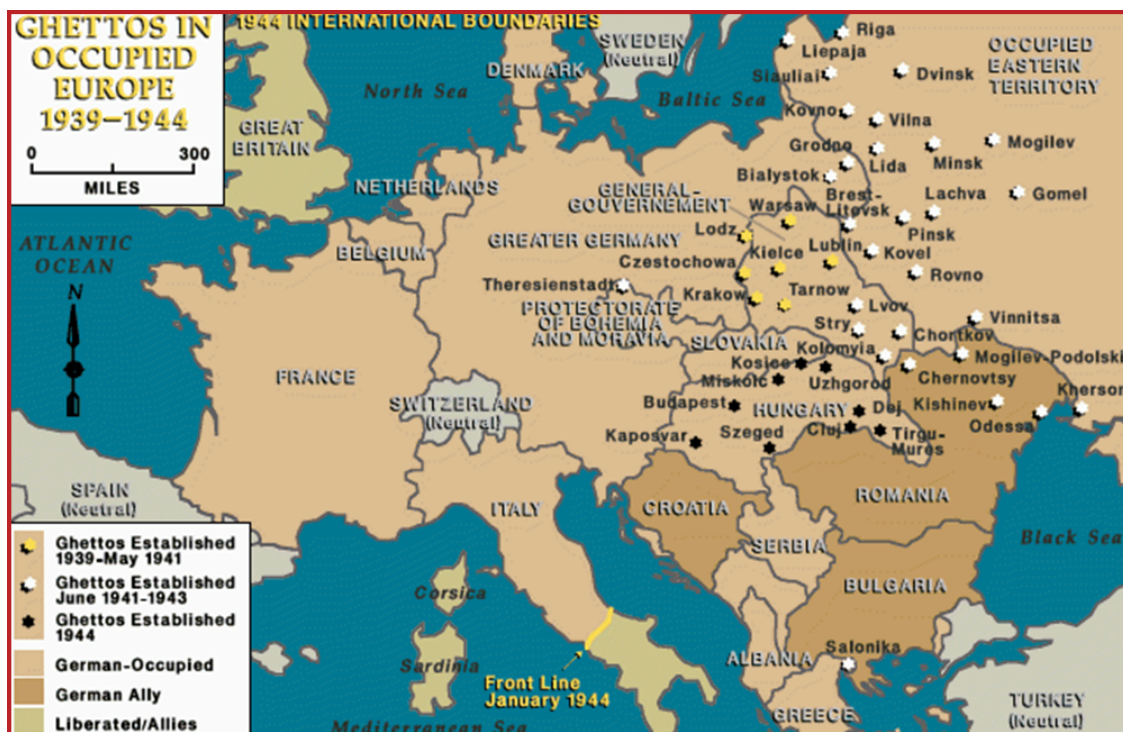 GHETTOS IN
OCCUPIED
EUROPE
1939–1944
0 300
MILES
1944 INTERNATIONAL BOUNDARIES
SWEDEN
(Neutral)
DENMARK
North Sea
Baltic Sea
GREAT
BRITAIN
NETHERLANDS
BELGIUM
ATLANTIC
OCEAN
N
Riga
Liepaja
Siauliai
Dvinsk
OCCUPIED
EASTERN
TERRITORY
Kovno
Vilna
Grodno
Lida
Minsk
Mogilev
Bialystok
GENERAL-
GOUVERNEMENT
Warsaw
Brest-
Litovsk
Lachva
Gomel
Pinsk
Lodz
GREATER GERMANY
Kielce
Lublin
Kovel
Czestochowa
Rovno
Theresienstadt
Krakow
Tarnow
Lvov
PROTECTORATE
OF BOHEMIA
AND MORAVIA
Stry
Chortkov
Vinnitsa
SLOVAKIA
Kolomyia
Mogilev-Podolski
Kosice
Chernovtsy
Miskolc
Uzhgorod
Kherson
FRANCE
SWITZERLAND
(Neutral)
Budapest
HUNGARY
Dej
Kishinev
Odessa
Kaposvar
Szeged
Cluj
Tirgu-
Mures
SPAIN
(Neutral)
ITALY
CROATIA
ROMANIA
SERBIA
Black Sea
BULGARIA
Corsica
Sardinia
ALBANIA
Salonika
Front Line
January 1944
GREECE
TURKEY
(Neutral)
Mediterranean Sea
Ghettos Established
1939-May 1941
Ghettos Established
June 1941-1943
Ghettos Established
1944
German-Occupied
German Ally
Liberated/Allies